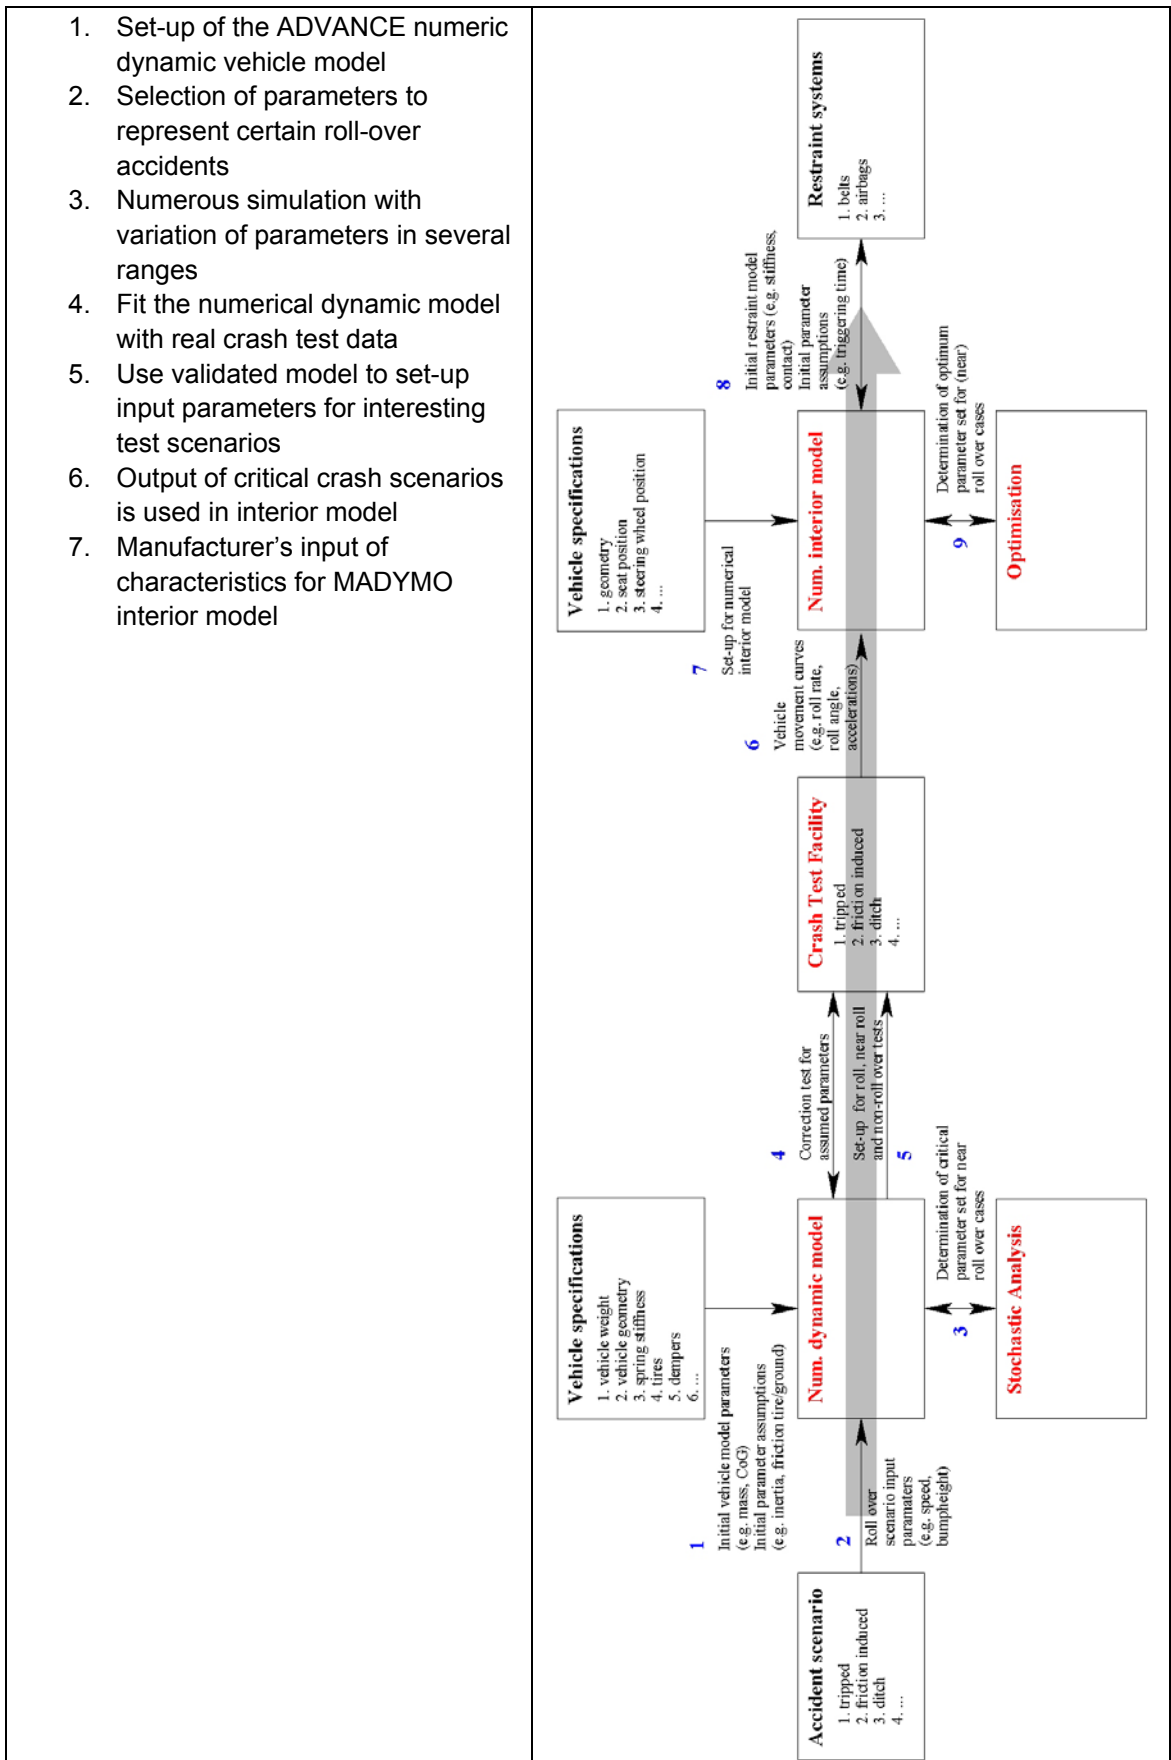 1. Set-up of the ADVANCE numeric
dynamic vehicle model
2. Selection of parameters to
represent certain roll-over
accidents
3. Numerous simulation with
variation of parameters in several
ranges
4. Fit the numerical dynamic model
with real crash test data
5. Use validated model to set-up
input parameters for interesting
test scenarios
6. Output of critical crash scenarios
is used in interior model
7. Manufacturer’s input of
characteristics for MADYMO
interior model
Accident scenario
1. tripped
2. friction induced
3. ditch
4. ...
2
Roll over
scenario input
paramaters
(e.g. speed,
bumpheight)
Vehicle specifications
1. vehicle weight
2. vehicle geometry
3. spring stiffness
4. tires
5. dempers
6. ...
1
Initial vehicle model parameters
(e.g. mass, CoG)
Initial parameter assumptions
(e.g. inertia, friction tire/ground)
Num. dynamic model
3
Determination of critical
parameter set for near
roll over cases
Stochastic Analysis
4
Correction test for
assumed parameters
Set-up for roll, near roll
and non-roll over tests
5
Crash Test Facility
1. tripped
2. friction induced
3. ditch
4. ...
6
Vehicle
movement curves
(e.g. roll rate,
roll angle,
accelerations)
Vehicle specifications
1. geometry
2. seat position
3. steering wheel position
4. ...
7
Set-up for numerical
interior model
Num. interior model
9
Determination of optimum
parameter set for (near)
roll over cases
Optimisation
8
Initial restraint model
parameters (e.g. stiffness,
contact)
Initial parameter
assumptions
(e.g. triggering time)
Restraint systems
1. belts
2. airbags
3. ...